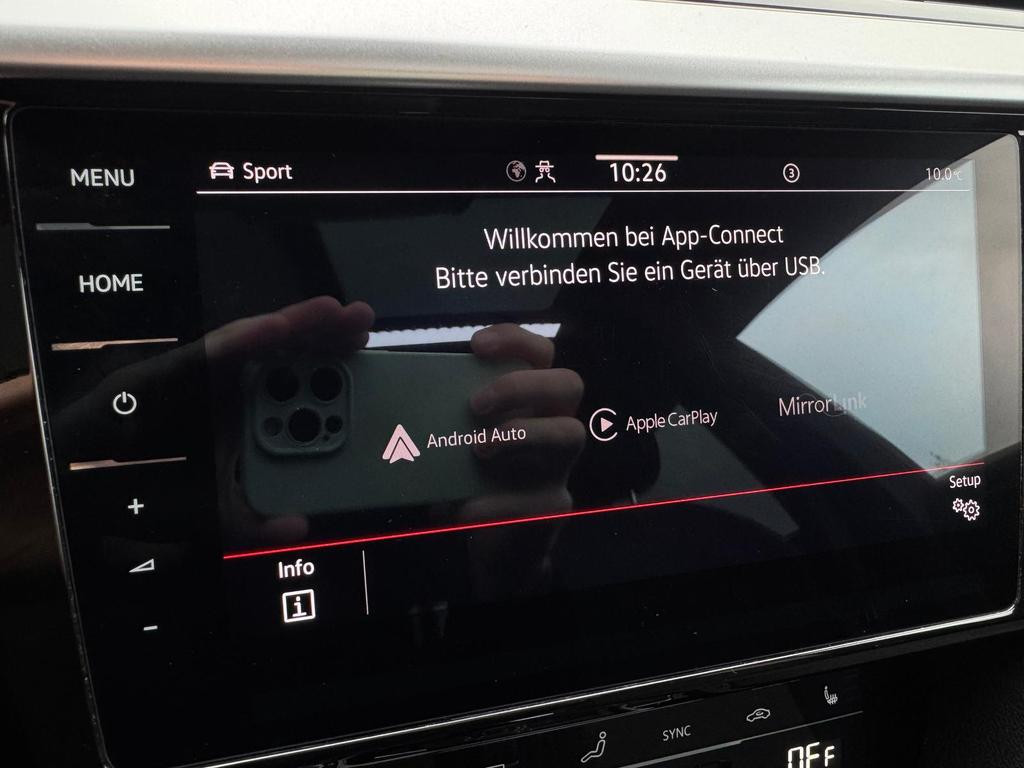 MENU
Sport
10:26
3
10.0°C
HOME
Willkommen bei App-Connect
Bitte verbinden Sie ein Gerät über USB.
Android Auto
Apple CarPlay
MirrorLink
+
-
Setup
Info
i
SYNC
OFF